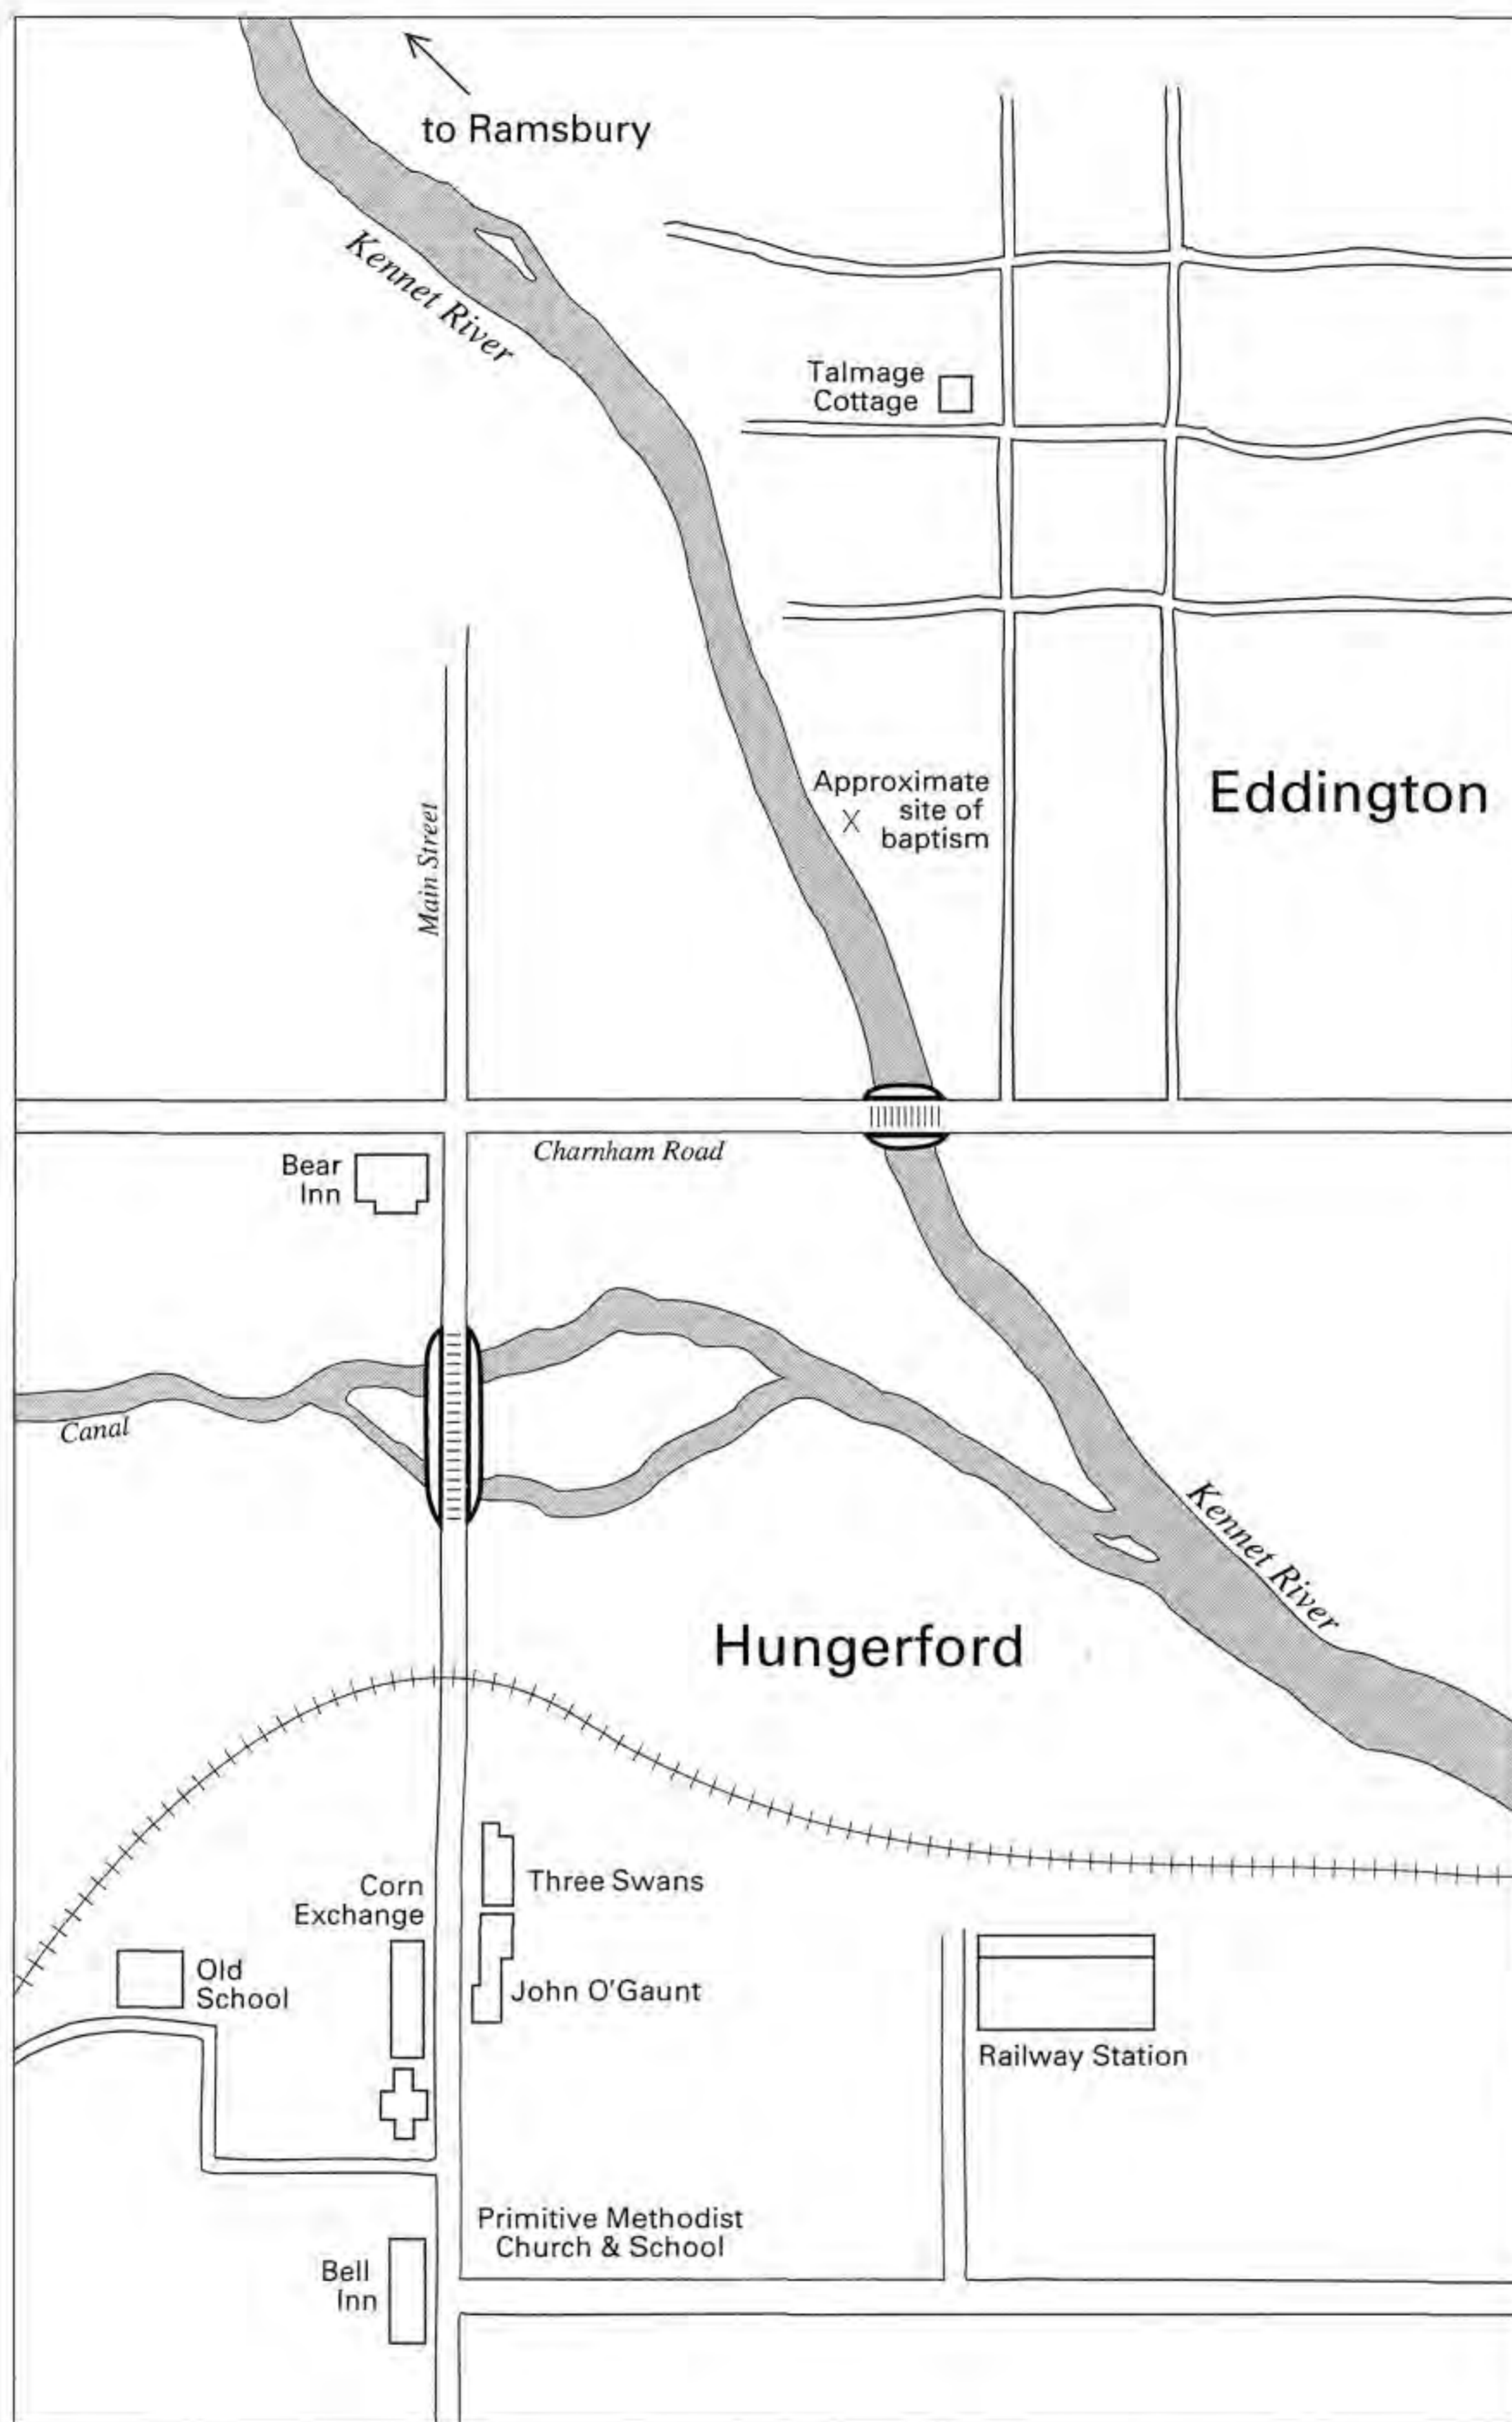 to Ramsbury
Kennet River
Talmage
Cottage
Approximate
site of
X
baptism
Eddington
Main Street
Charnham Road
Bear
Inn
Canal
Kennet River
Hungerford
Three Swans
Corn
Exchange
Old
School
John O'Gaunt
Railway Station
Primitive Methodist
Church & School
Bell
Inn